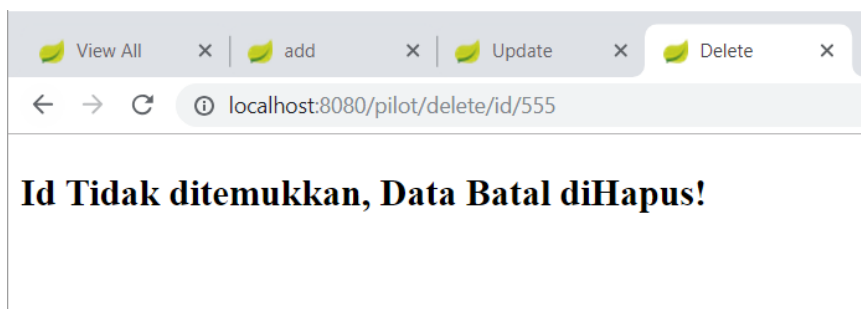 View All
add
Update
Delete
localhost:8080/pilot/delete/id/555
Id Tidak ditemukkan, Data Batal diHapus!